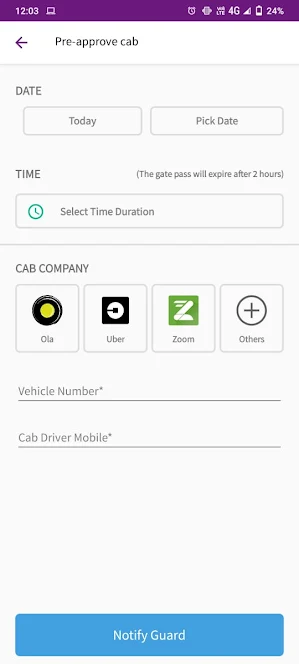 12:03 4G 24%
Pre-approve cab
DATE
Today Pick Date
TIME (The gate pass will expire after 2 hours)
Select Time Duration
CAB COMPANY
Ola Uber Zoom Others
Vehicle Number*
Cab Driver Mobile*
Notify Guard